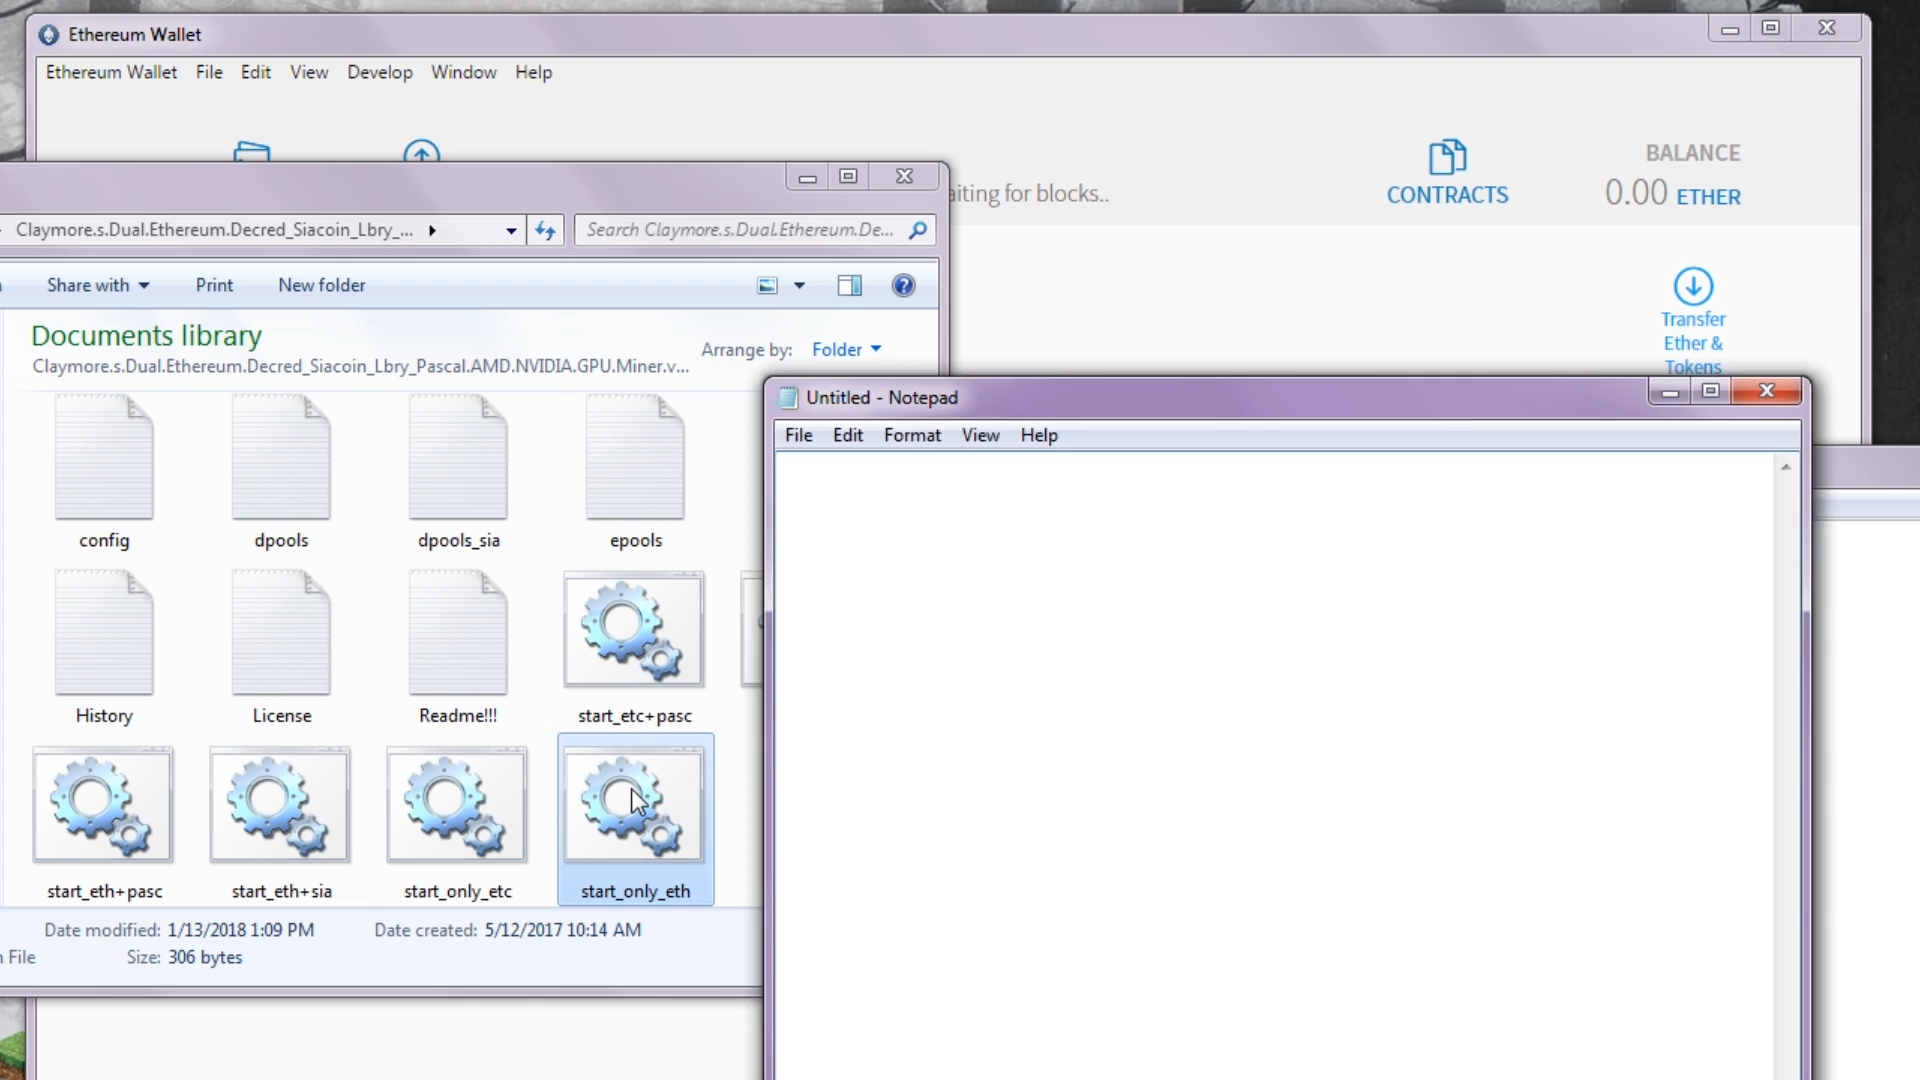 Ethereum Wallet
Ethereum Wallet File Edit View Develop Window Help
BALANCE
aiting for blocks..
CONTRACTS
0.00 ETHER
Claymore.s.Dual.Ethereum.Decred_Siacoin_Lbry_...
Search Claymore.s.Dual.Ethereum.De...
Share with Print New folder
Transfer
Ether &
Tokens
Documents library
Claymore.s.Dual.Ethereum.Decred_Siacoin_Lbry_Pascal.AMD.NVIDIA.GPU.Miner.v...
Arrange by: Folder
Untitled - Notepad
File Edit Format View Help
config dpools dpools_sia epools
History License Readme!!! start_etc+pasc
start_eth+pasc start_eth+sia start_only_etc start_only_eth
Date modified: 1/13/2018 1:09 PM Date created: 5/12/2017 10:14 AM
File Size: 306 bytes